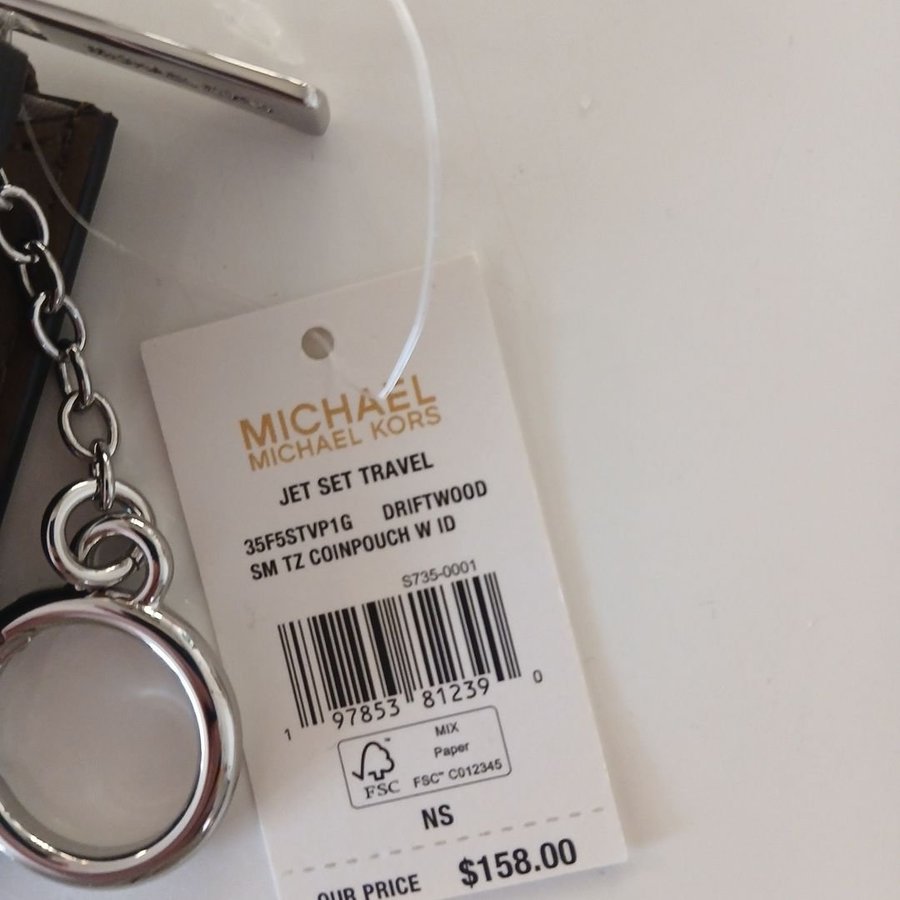 MICHAEL
MICHAEL KORS
JET SET TRAVEL
35F5STVP1G DRIFTWOOD
SM TZ COINPOUCH W ID
S735-0001
1 97853 81239 0
MIX
Paper
FSC™ C012345
FSC
NS
$158.00
OUR PRICE